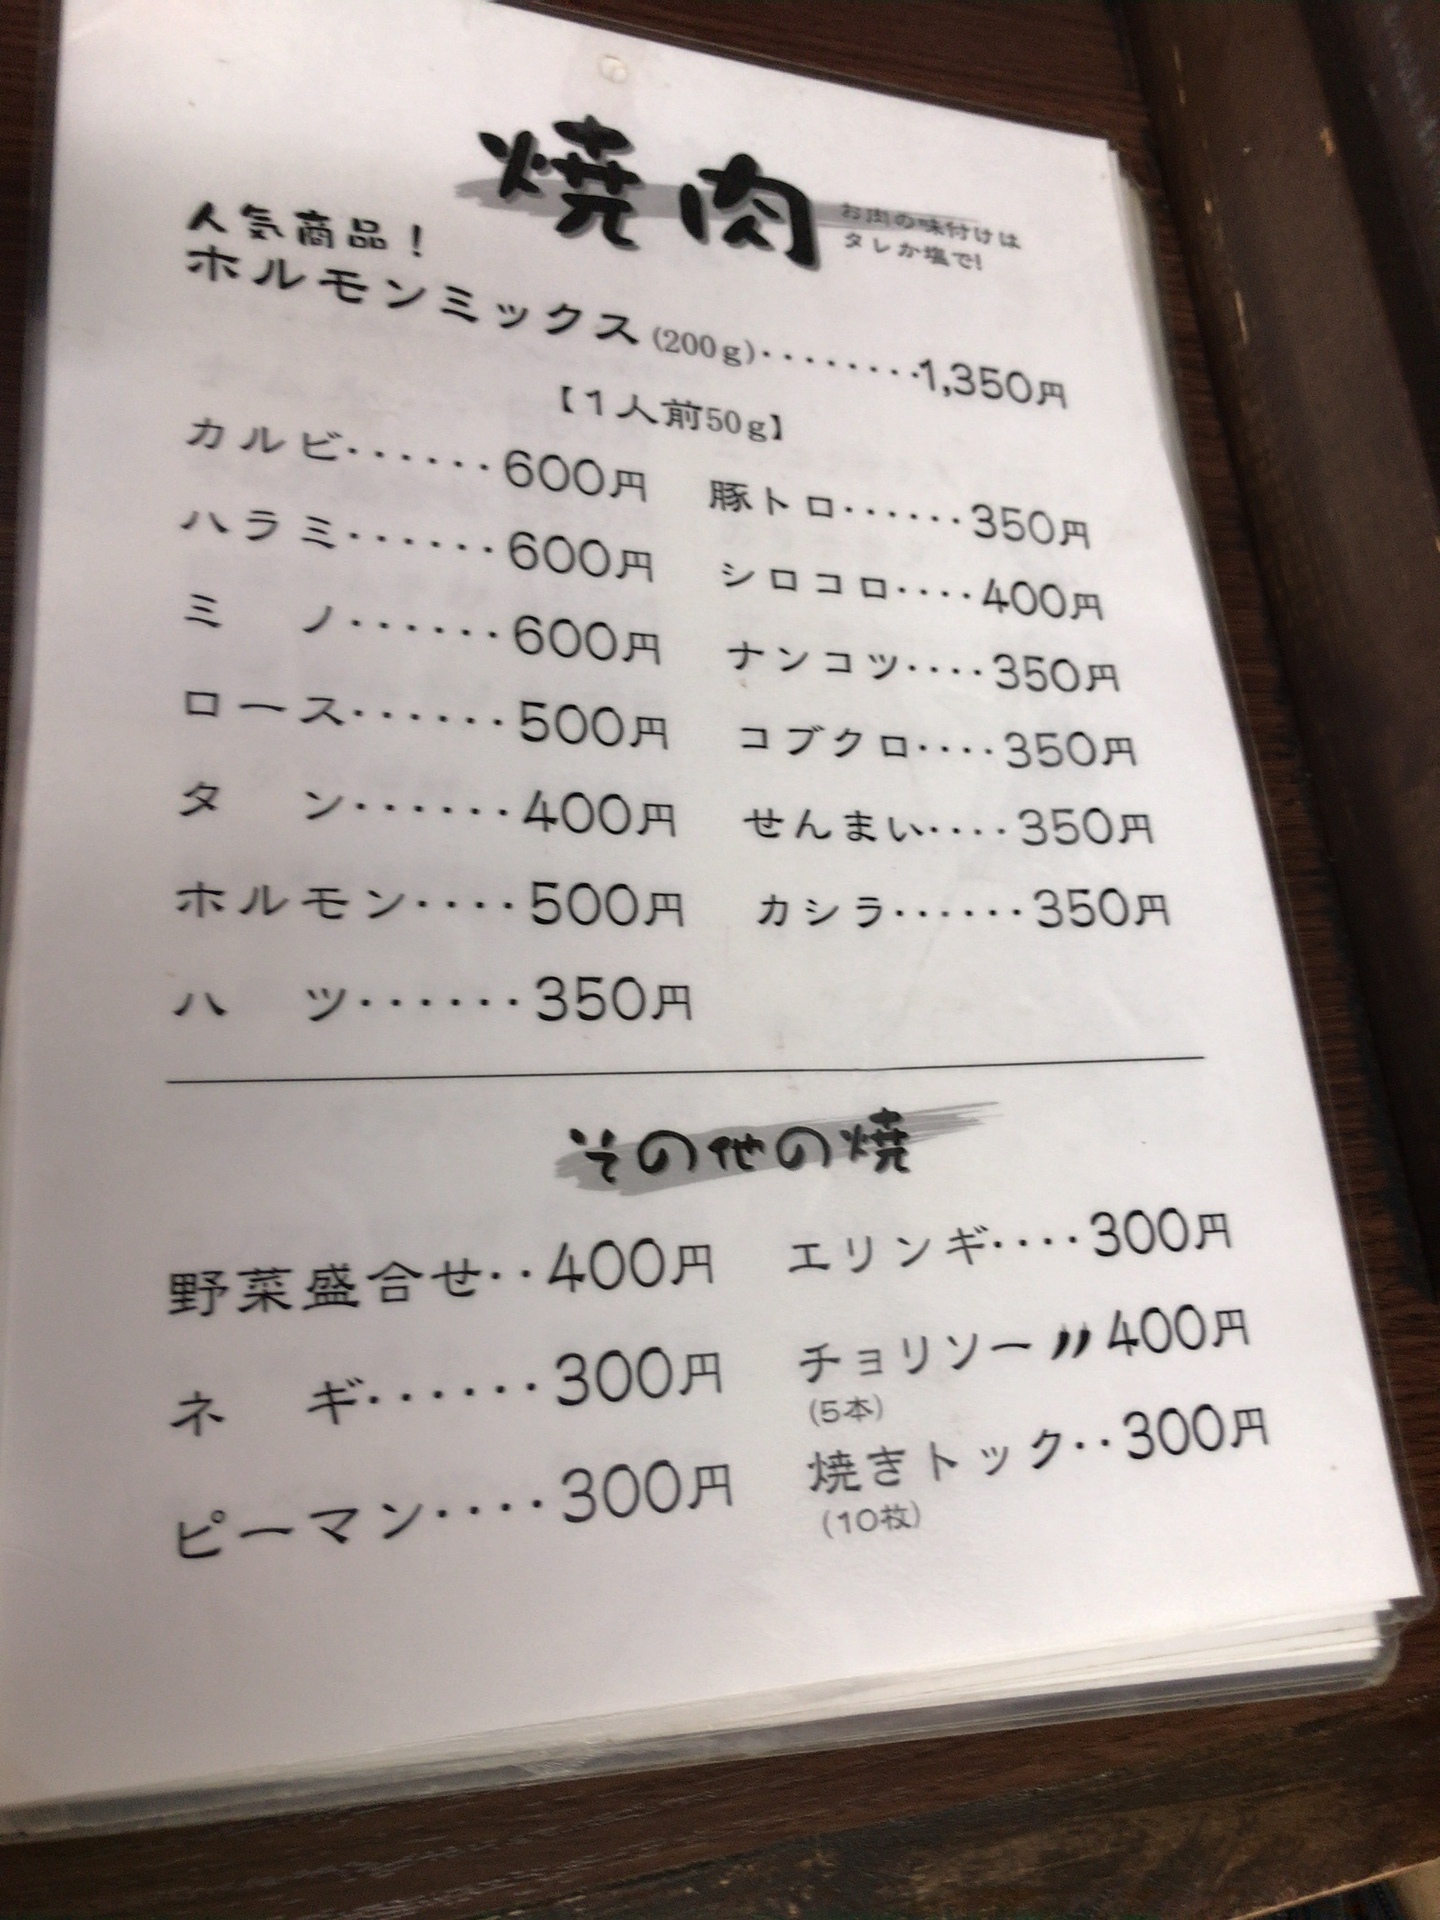 焼肉
お肉の味付けは
タレか塩で!
人気商品！
ホルモンミックス(200g)‥‥‥‥1,350円
【1人前50g】
カルビ‥‥‥600円
豚トロ‥‥‥350円
ハラミ‥‥‥600円
シロコロ‥‥400円
ミノ‥‥‥600円
ナンコツ‥‥350円
ロース‥‥‥500円
コブクロ‥‥350円
タン‥‥‥400円
せんまい‥‥350円
ホルモン‥‥500円
カシラ‥‥‥350円
ハツ‥‥‥350円
その他の焼
野菜盛合せ‥400円
エリンギ‥‥300円
ネギ‥‥‥300円
チョリソー〃400円
(5本)
ピーマン‥‥300円
焼きトック‥300円
(10枚)